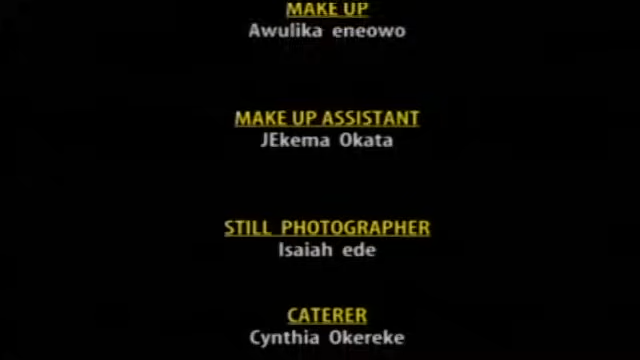 MAKE UP
Awulika eneowo
MAKE UP ASSISTANT
JEkema Okata
STILL PHOTOGRAPHER
Isaiah ede
CATERER
Cynthia Okereke